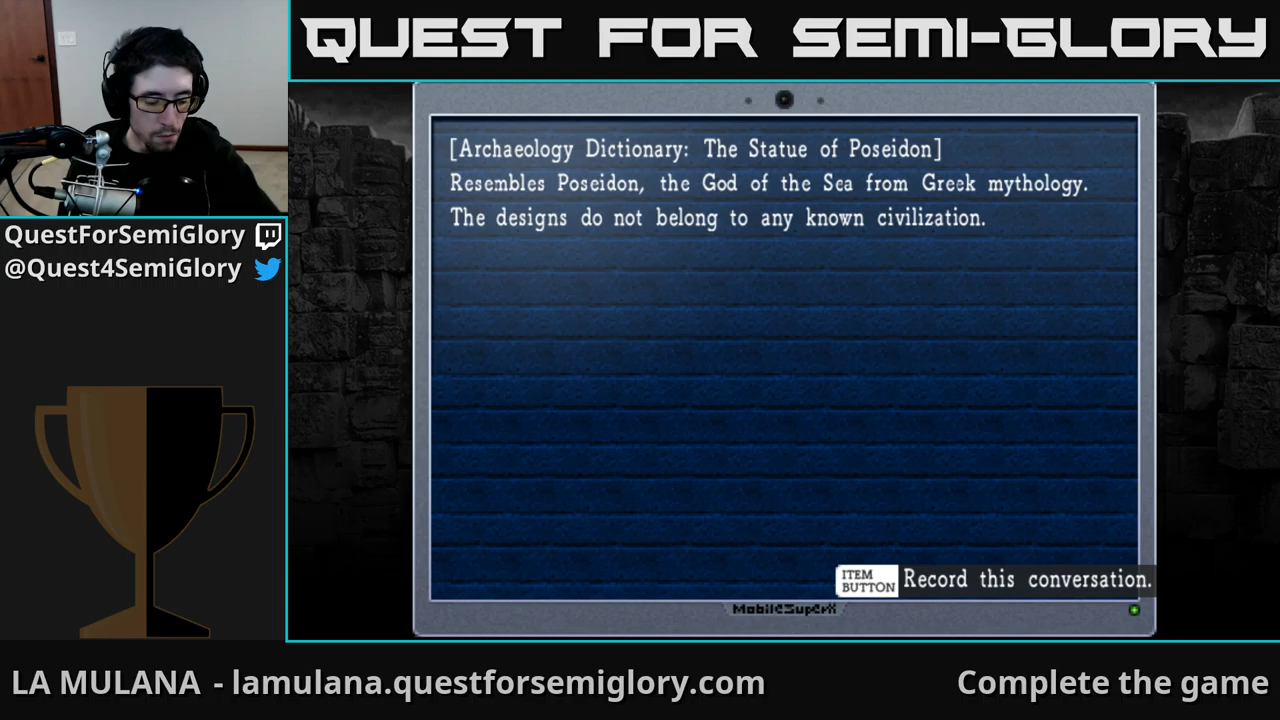 QUEST FOR SEMI-GLORY
QuestForSemiGlory
@Quest4SemiGlory
[Archaeology Dictionary: The Statue of Poseidon]
Resembles Poseidon, the God of the Sea from Greek mythology.
The designs do not belong to any known civilization.
ITEM
BUTTON
Record this conversation.
MobileSuperX
LA MULANA - lamulana.questforsemiglory.com
Complete the game